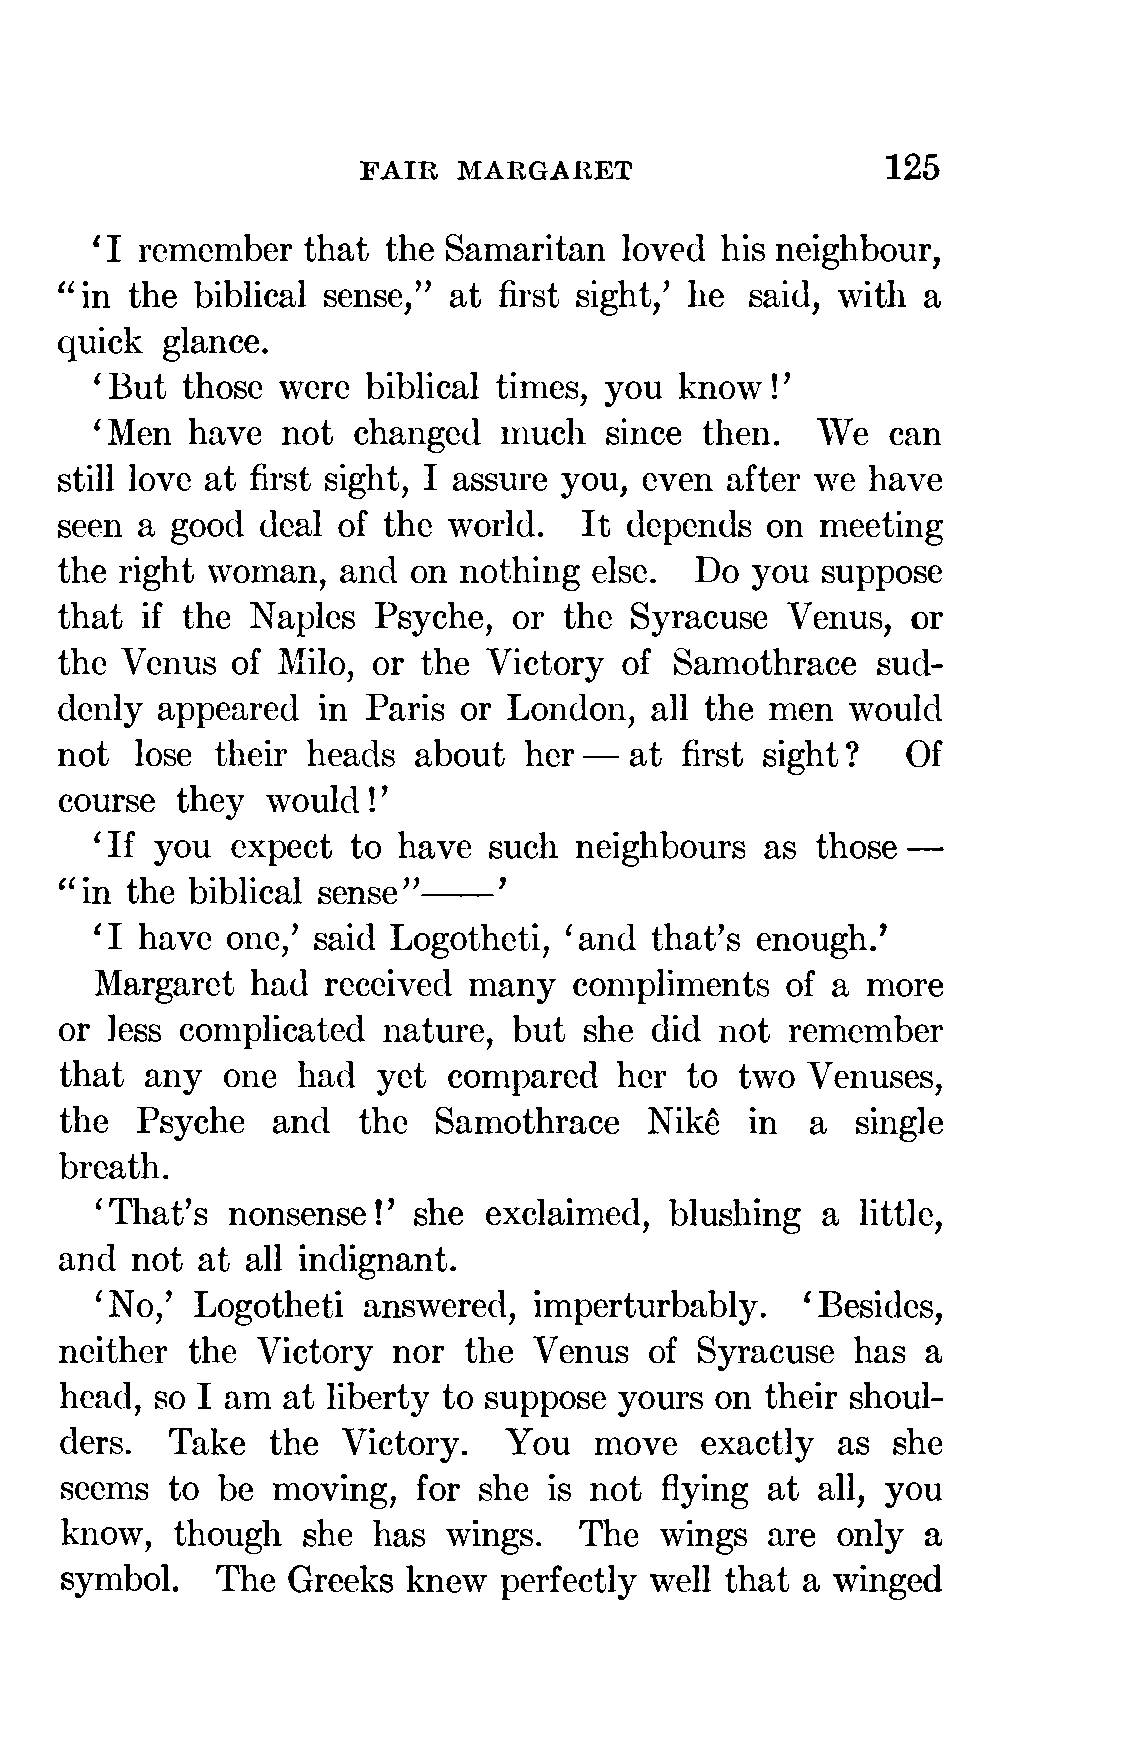 FAIR MARGARET 125
‘I remember that the Samaritan loved his neighbour,
“in the biblical sense,” at first sight,’ he said, with a
quick glance.
‘But those were biblical times, you know!’
‘Men have not changed much since then. We can
still love at first sight, I assure you, even after we have
seen a good deal of the world. It depends on meeting
the right woman, and on nothing else. Do you suppose
that if the Naples Psyche, or the Syracuse Venus, or
the Venus of Milo, or the Victory of Samothrace sud-
denly appeared in Paris or London, all the men would
not lose their heads about her — at first sight? Of
course they would!’
‘If you expect to have such neighbours as those —
“in the biblical sense”——’
‘I have one,’ said Logotheti, ‘and that’s enough.’
Margaret had received many compliments of a more
or less complicated nature, but she did not remember
that any one had yet compared her to two Venuses,
the Psyche and the Samothrace Nikê in a single
breath.
‘That’s nonsense!’ she exclaimed, blushing a little,
and not at all indignant.
‘No,’ Logotheti answered, imperturbably. ‘Besides,
neither the Victory nor the Venus of Syracuse has a
head, so I am at liberty to suppose yours on their shoul-
ders. Take the Victory. You move exactly as she
seems to be moving, for she is not flying at all, you
know, though she has wings. The wings are only a
symbol. The Greeks knew perfectly well that a winged